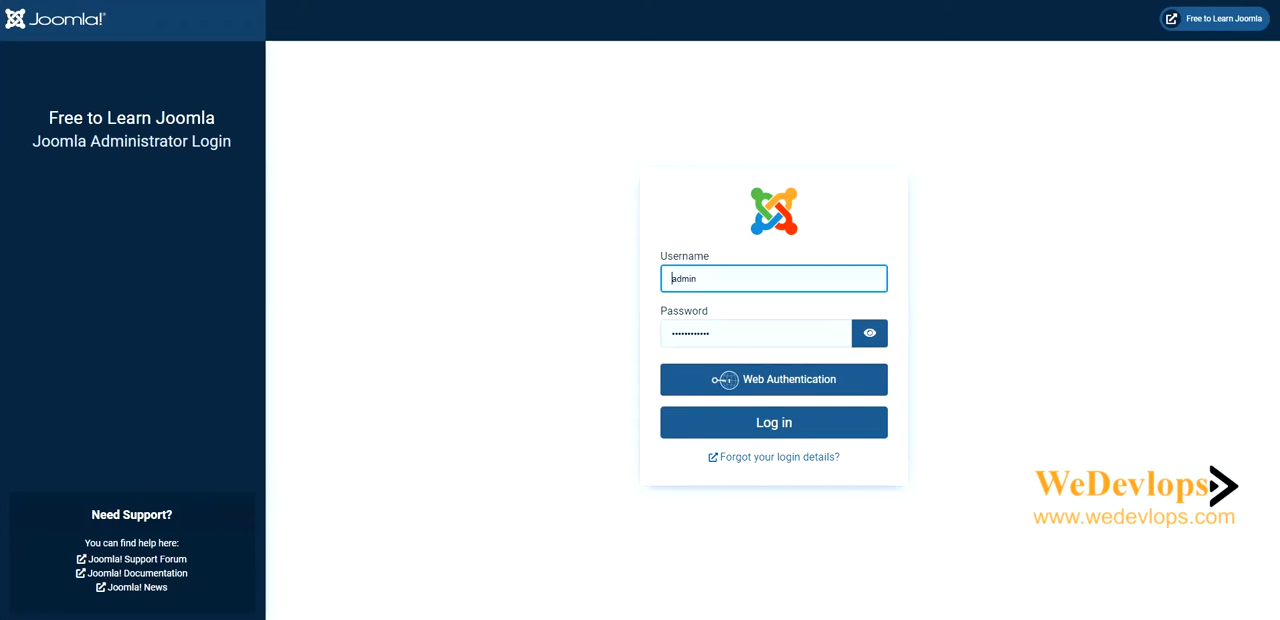 Joomla!®
Free to Learn Joomla
Free to Learn Joomla
Joomla Administrator Login
Username
admin
Password
••••••••••••
Web Authentication
Log in
Forgot your login details?
WeDevlops
www.wedevlops.com
Need Support?
You can find help here:
Joomla! Support Forum
Joomla! Documentation
Joomla! News